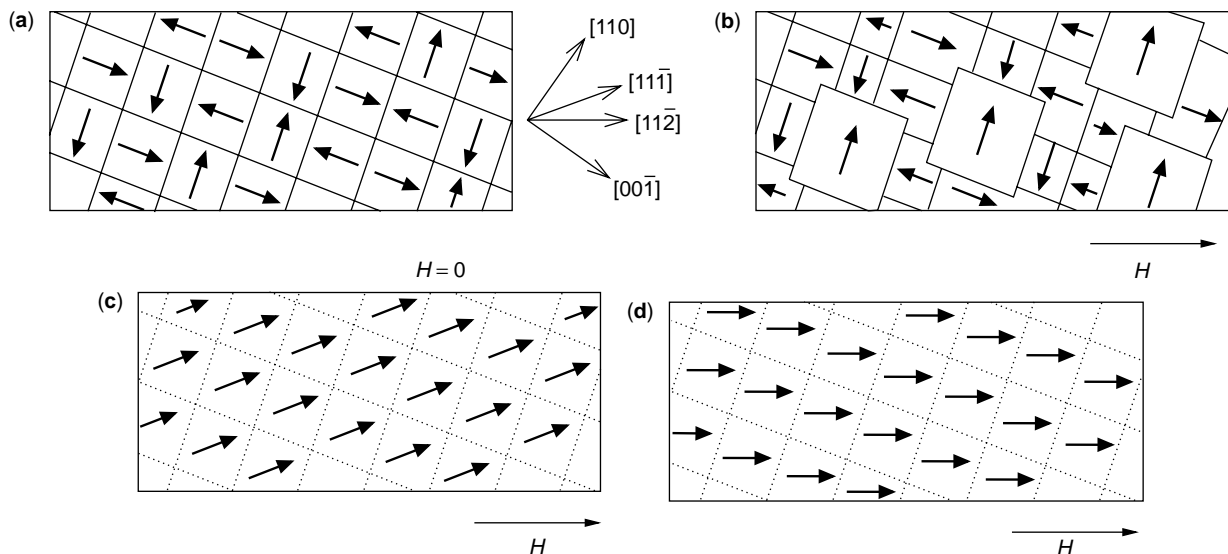 (a)
[110]
[111̄]
[112̄]
[001̄]
(b)
H
H = 0
(c)
H
(d)
H